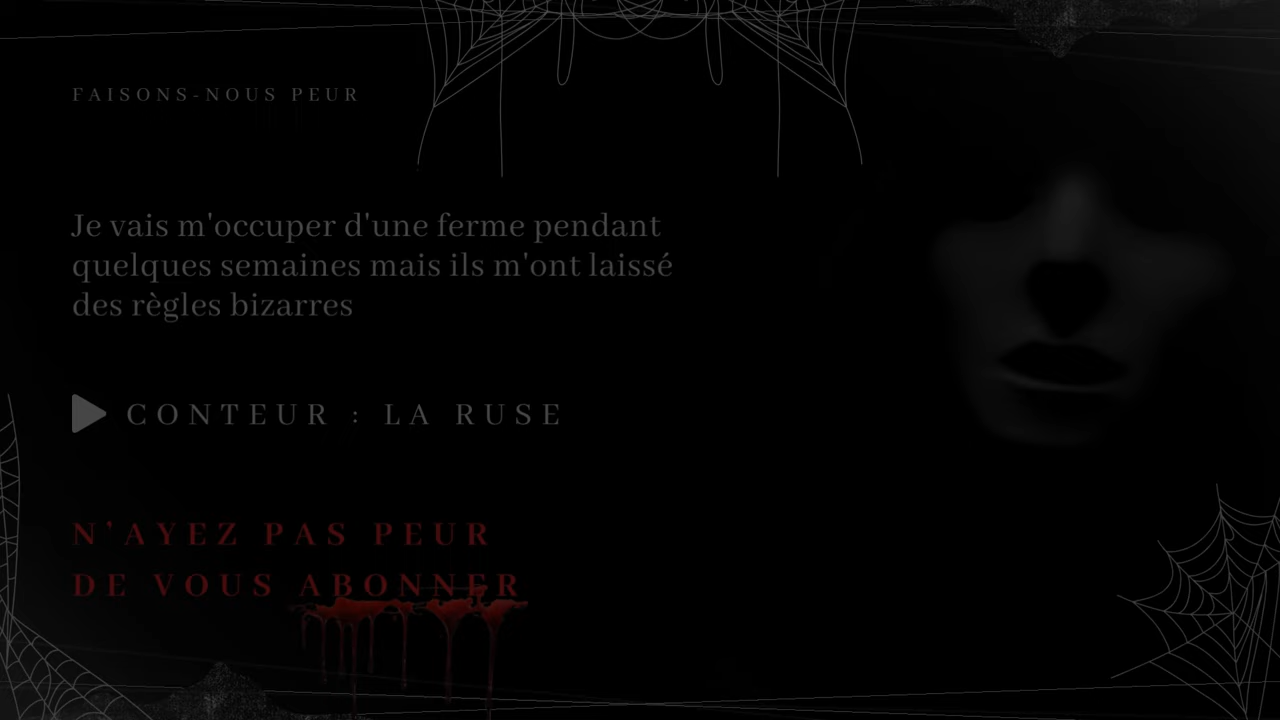 FAISONS-NOUS PEUR
Je vais m'occuper d'une ferme pendant
quelques semaines mais ils m'ont laissé
des règles bizarres
CONTEUR : LA RUSE
N'AYEZ PAS PEUR
DE VOUS ABONNER